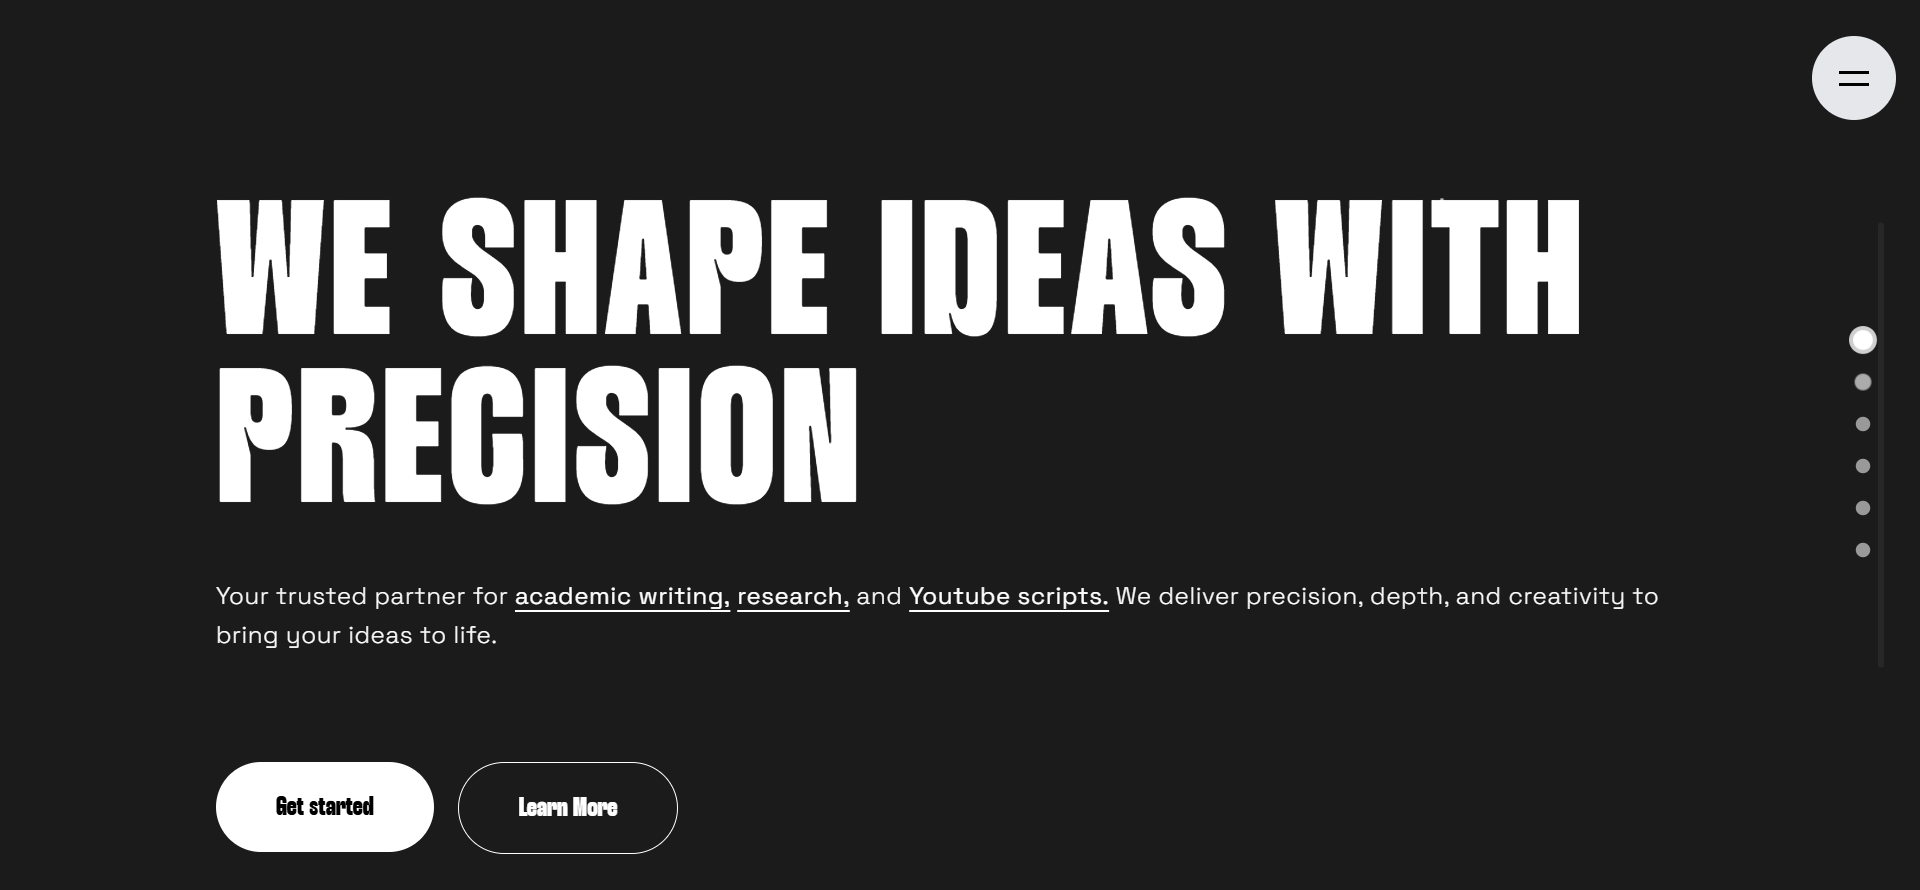 WE SHAPE IDEAS WITH
PRECISION
Your trusted partner for academic writing, research, and Youtube scripts. We deliver precision, depth, and creativity to
bring your ideas to life.
Get started
Learn More